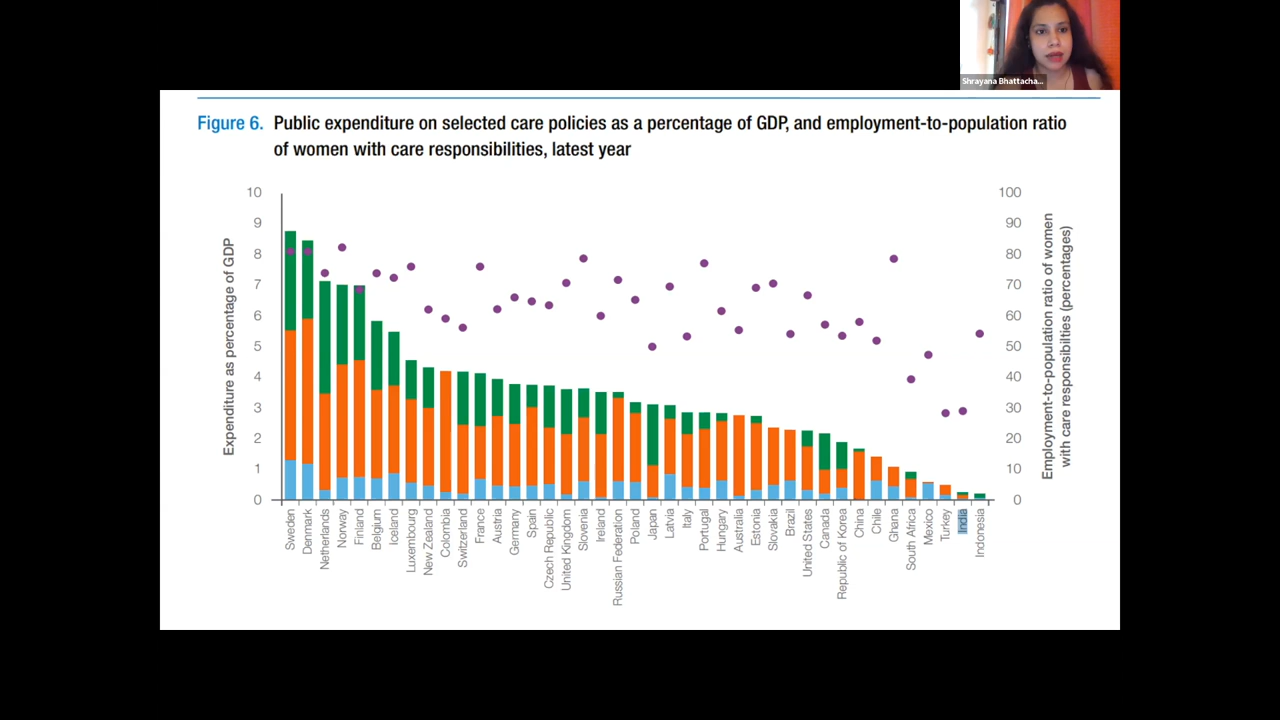 Shrayana Bhattacha...
Figure 6. Public expenditure on selected care policies as a percentage of GDP, and employment-to-population ratio
of women with care responsibilities, latest year
Expenditure as percentage of GDP
10
9
8
7
6
5
4
3
2
1
0
100
90
80
70
60
50
40
30
20
10
0
Employment-to-population ratio of women
with care responsibilities (percentages)
Sweden
Denmark
Netherlands
Norway
Finland
Belgium
Iceland
Luxembourg
New Zealand
Colombia
Switzerland
France
Austria
Germany
Spain
Czech Republic
United Kingdom
Slovenia
Ireland
Russian Federation
Poland
Japan
Latvia
Italy
Portugal
Hungary
Australia
Estonia
Slovakia
Brazil
United States
Canada
Republic of Korea
China
Chile
Ghana
South Africa
Mexico
Turkey
India
Indonesia